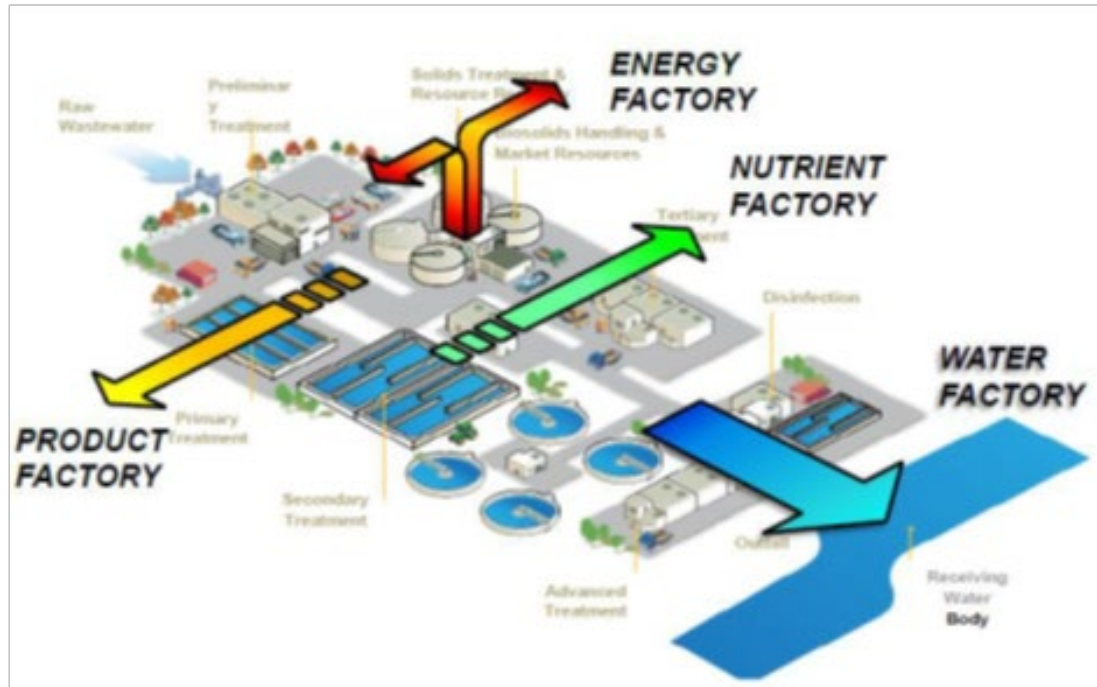 ENERGY
FACTORY
Solids Treatment &
Resource
Preliminar
y
Treatment
Raw
Wastewater
Biosolids Handling &
Market Resources
NUTRIENT
FACTORY
Tertiary
Disinfection
WATER
FACTORY
Primary
Treatment
PRODUCT
FACTORY
Secondary
Treatment
Outfall
Advanced
Treatment
Receiving
Water
Body